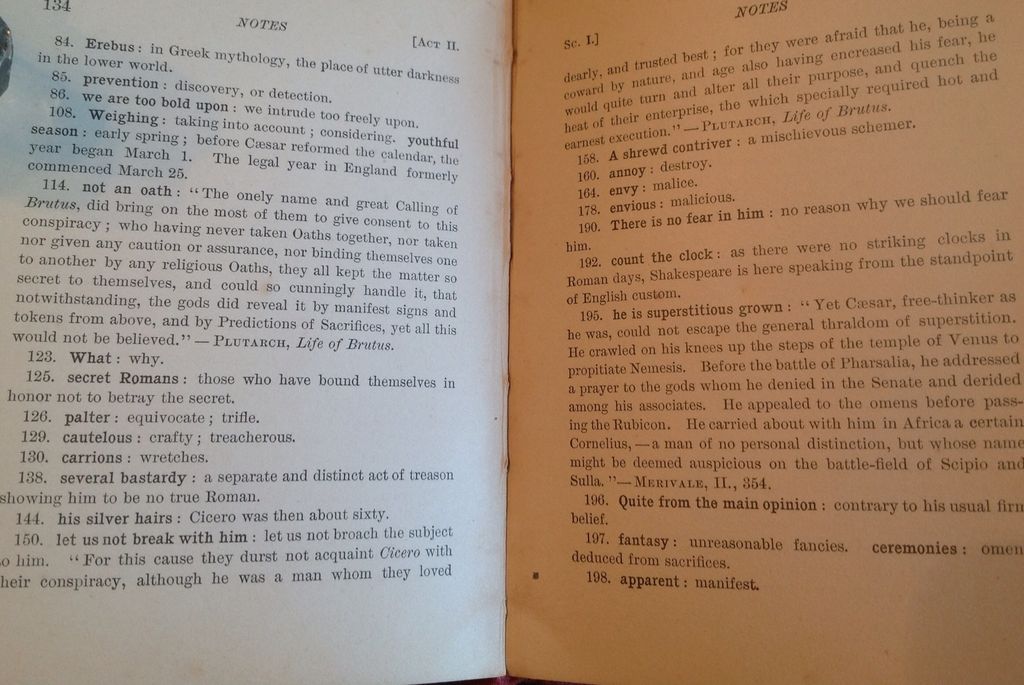 134
NOTES
[ACT II.
84. Erebus: in Greek mythology, the place of utter darkness
in the lower world.
85. prevention: discovery, or detection.
86. we are too bold upon: we intrude too freely upon.
108. Weighing: taking into account; considering. youthful
season: early spring; before Cæsar reformed the calendar, the
year began March 1. The legal year in England formerly
commenced March 25.
114. not an oath: "The onely name and great Calling of
Brutus, did bring on the most of them to give consent to this
conspiracy; who having never taken Oaths together, nor taken
nor given any caution or assurance, nor binding themselves one
to another by any religious Oaths, they all kept the matter so
secret to themselves, and could so cunningly handle it, that
notwithstanding, the gods did reveal it by manifest signs and
tokens from above, and by Predictions of Sacrifices, yet all this
would not be believed." — PLUTARCH, Life of Brutus.
123. What: why.
125. secret Romans: those who have bound themselves in
honor not to betray the secret.
126. palter: equivocate; trifle.
129. cautelous: crafty; treacherous.
130. carrions: wretches.
138. several bastardy: a separate and distinct act of treason
showing him to be no true Roman.
144. his silver hairs: Cicero was then about sixty.
150. let us not break with him: let us not broach the subject
o him. "For this cause they durst not acquaint Cicero with
heir conspiracy, although he was a man whom they loved
NOTES
Sc. I.]
dearly, and trusted best; for they were afraid that he, being a
coward by nature, and age also having encreased his fear, he
would quite turn and alter all their purpose, and quench the
heat of their enterprise, the which specially required hot and
earnest execution." — PLUTARCH, Life of Brutus.
158. A shrewd contriver: a mischievous schemer.
160. annoy: destroy.
164. envy: malice.
178. envious: malicious.
190. There is no fear in him: no reason why we should fear
him.
192. count the clock: as there were no striking clocks in
Roman days, Shakespeare is here speaking from the standpoint
of English custom.
195. he is superstitious grown: "Yet Cæsar, free-thinker as
he was, could not escape the general thraldom of superstition.
He crawled on his knees up the steps of the temple of Venus to
propitiate Nemesis. Before the battle of Pharsalia, he addressed
a prayer to the gods whom he denied in the Senate and derided
among his associates. He appealed to the omens before pass-
ing the Rubicon. He carried about with him in Africa a certain
Cornelius, — a man of no personal distinction, but whose name
might be deemed auspicious on the battle-field of Scipio and
Sulla." — MERIVALE, II., 354.
196. Quite from the main opinion: contrary to his usual firm
belief.
197. fantasy: unreasonable fancies. ceremonies: omen
deduced from sacrifices.
198. apparent: manifest.